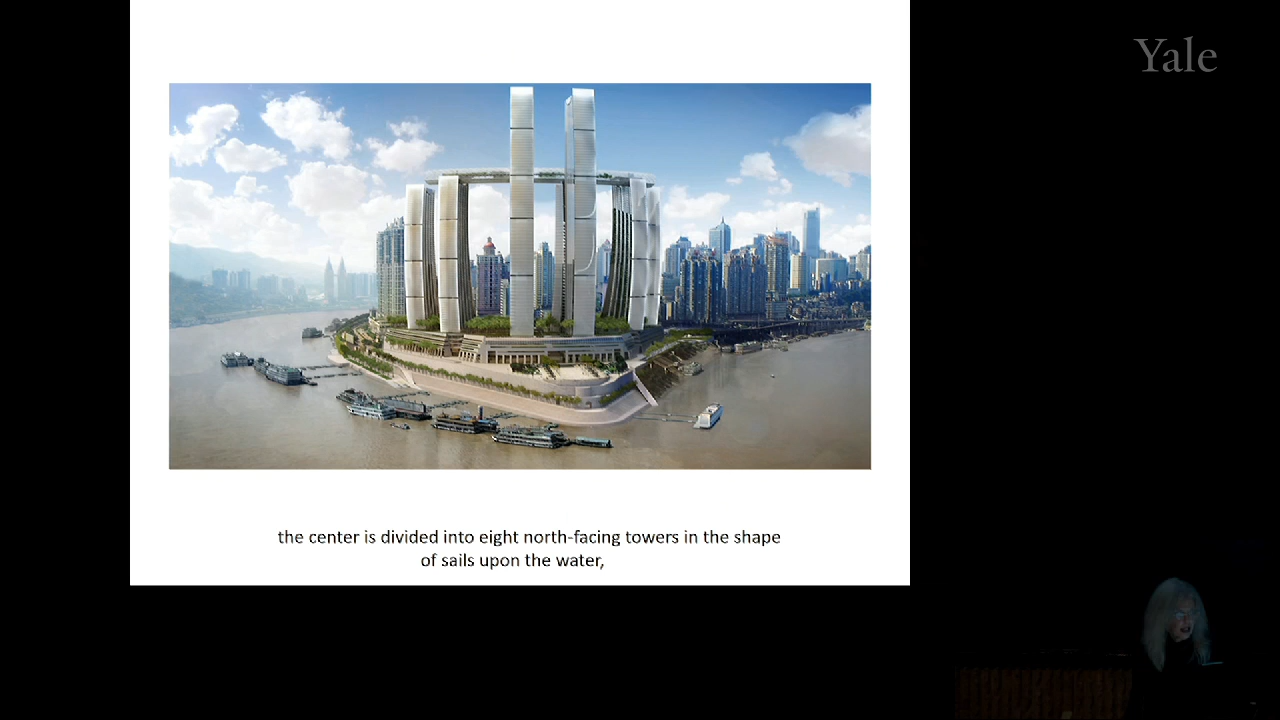 Yale
the center is divided into eight north-facing towers in the shape
of sails upon the water,